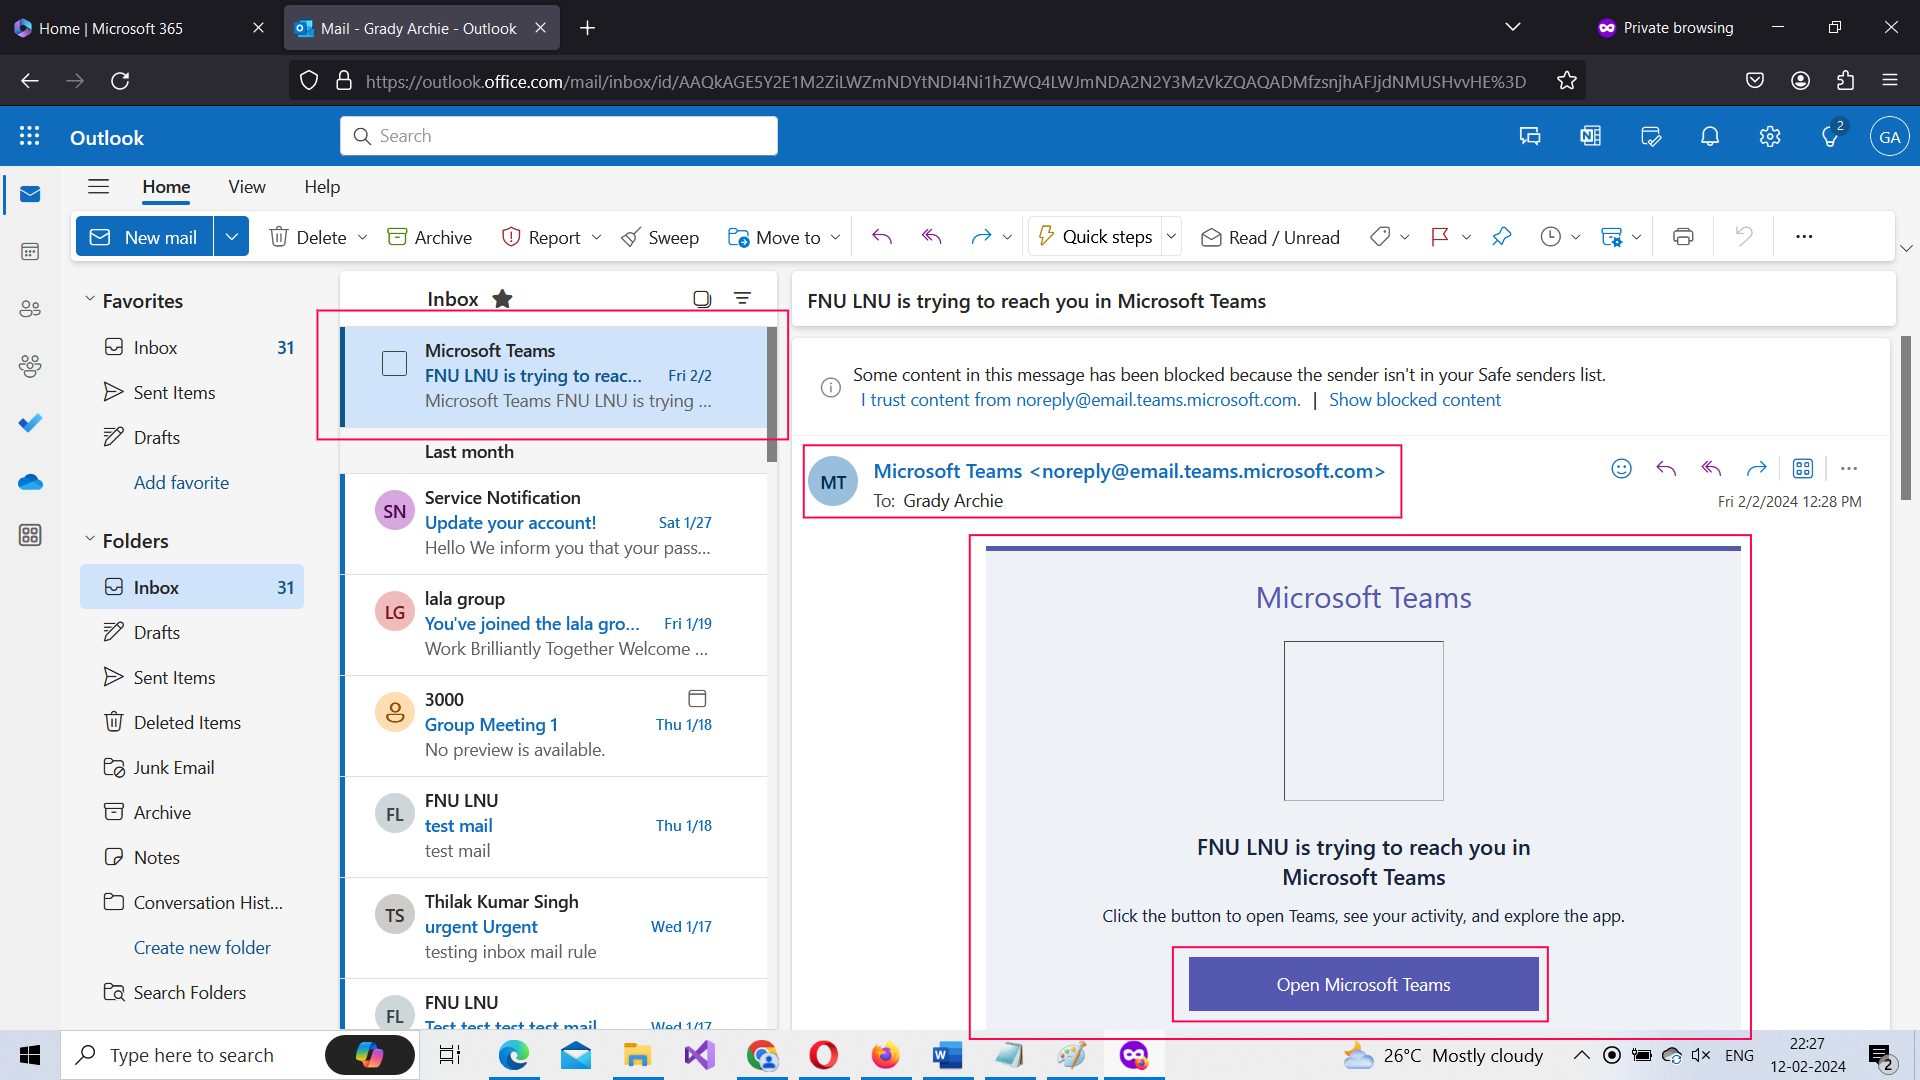 Home | Microsoft 365
Mail - Grady Archie - Outlook
Private browsing
https://outlook.office.com/mail/inbox/id/AAQkAGE5Y2E1M2ZiLWZmNDYtNDI4Ni1hZWQ4LWJmNDA2N2Y3MzVkZQAQADMfzsnjhAFJjdNMUSHvvHE%3D
Outlook
Search
2
GA
Home
View
Help
New mail
Delete
Archive
Report
Sweep
Move to
Quick steps
Read / Unread
Favorites
Inbox 31
Sent Items
Drafts
Add favorite
Folders
Inbox 31
Drafts
Sent Items
Deleted Items
Junk Email
Archive
Notes
Conversation Hist...
Create new folder
Search Folders
Inbox
Microsoft Teams
FNU LNU is trying to reac... Fri 2/2
Microsoft Teams FNU LNU is trying ...
Last month
SN
Service Notification
Update your account! Sat 1/27
Hello We inform you that your pass...
LG
lala group
You've joined the lala gro... Fri 1/19
Work Brilliantly Together Welcome ...
3000
Group Meeting 1 Thu 1/18
No preview is available.
FL
FNU LNU
test mail Thu 1/18
test mail
TS
Thilak Kumar Singh
urgent Urgent Wed 1/17
testing inbox mail rule
FL
FNU LNU
Test test test test mail Wed 1/17
FNU LNU is trying to reach you in Microsoft Teams
Some content in this message has been blocked because the sender isn't in your Safe senders list.
I trust content from noreply@email.teams.microsoft.com. | Show blocked content
MT
Microsoft Teams <noreply@email.teams.microsoft.com>
To: Grady Archie
Fri 2/2/2024 12:28 PM
Microsoft Teams
FNU LNU is trying to reach you in
Microsoft Teams
Click the button to open Teams, see your activity, and explore the app.
Open Microsoft Teams
Type here to search
26°C Mostly cloudy
ENG
22:27
12-02-2024
2